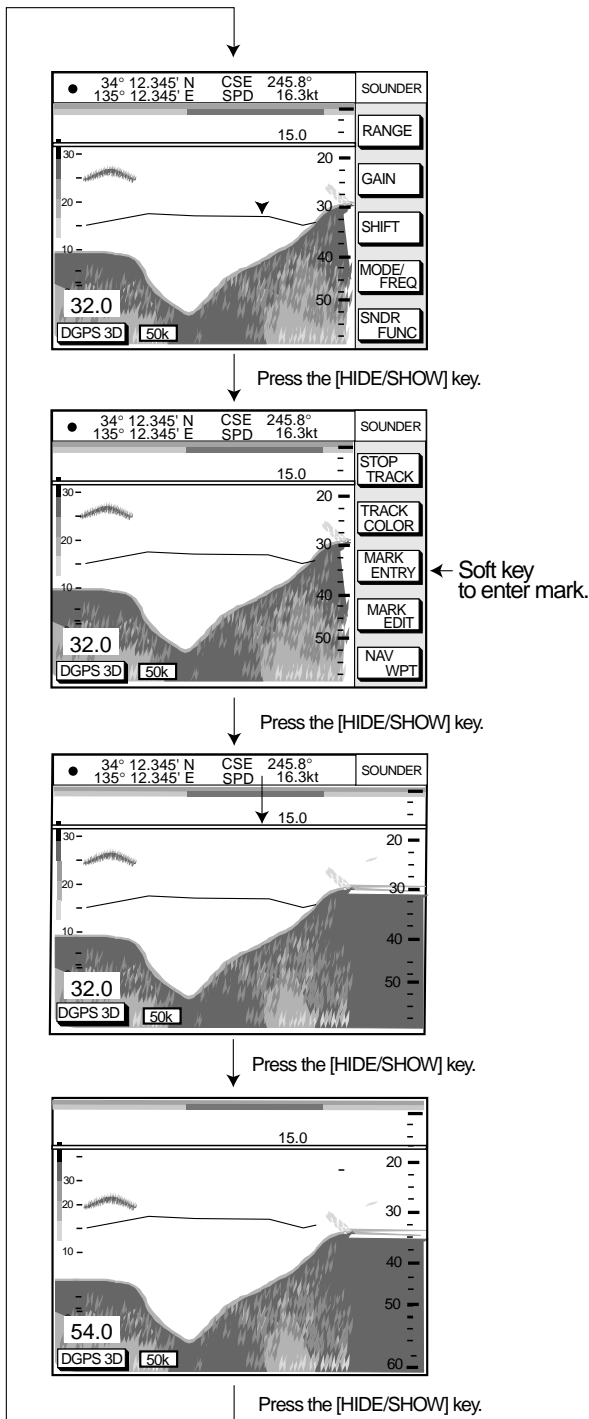 34° 12.345' N CSE 245.8° SOUNDER
135° 12.345' E SPD 16.3kt
15.0
RANGE
30 20
GAIN
20 30
SHIFT
10 40
MODE/
FREQ
32.0 50
SNDR
FUNC
DGPS 3D 50k
Press the [HIDE/SHOW] key.
34° 12.345' N CSE 245.8° SOUNDER
135° 12.345' E SPD 16.3kt
15.0
STOP
TRACK
30 20
TRACK
COLOR
20 30
MARK
ENTRY
Soft key
to enter mark.
10 40
MARK
EDIT
32.0 50
NAV
WPT
DGPS 3D 50k
Press the [HIDE/SHOW] key.
34° 12.345' N CSE 245.8° SOUNDER
135° 12.345' E SPD 16.3kt
15.0
30 20
20 30
10 40
32.0 50
DGPS 3D 50k
Press the [HIDE/SHOW] key.
15.0
20
30
20 30
10 40
50
54.0
DGPS 3D 50k 60
Press the [HIDE/SHOW] key.